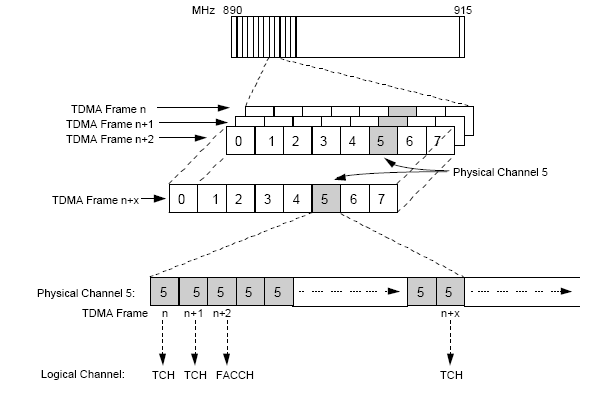 MHz 890 915
TDMA Frame n
TDMA Frame n+1
TDMA Frame n+2
0 1 2 3 4 5 6 7
Physical Channel 5
TDMA Frame n+x
0 1 2 3 4 5 6 7
Physical Channel 5: 5 5 5 5 5 5 5
TDMA Frame n n+1 n+2 n+x
Logical Channel: TCH TCH FACCH TCH